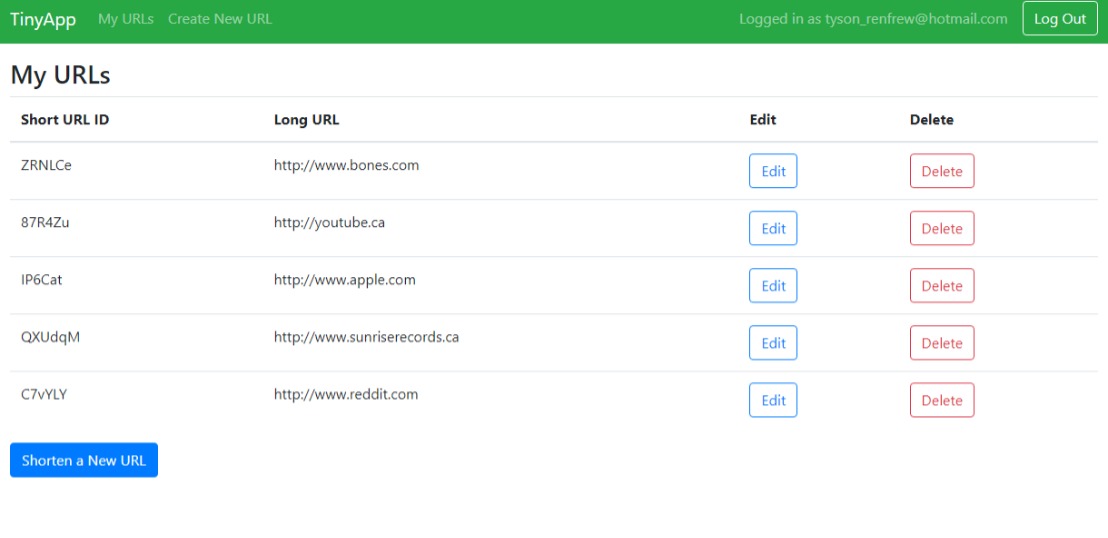 TinyApp My URLs Create New URL Logged in as tyson_renfrew@hotmail.com Log Out
My URLs
Short URL ID Long URL Edit Delete
ZRNLCe http://www.bones.com Edit Delete
87R4Zu http://youtube.ca Edit Delete
IP6Cat http://www.apple.com Edit Delete
QXUdqM http://www.sunriserecords.ca Edit Delete
C7vYLY http://www.reddit.com Edit Delete
Shorten a New URL